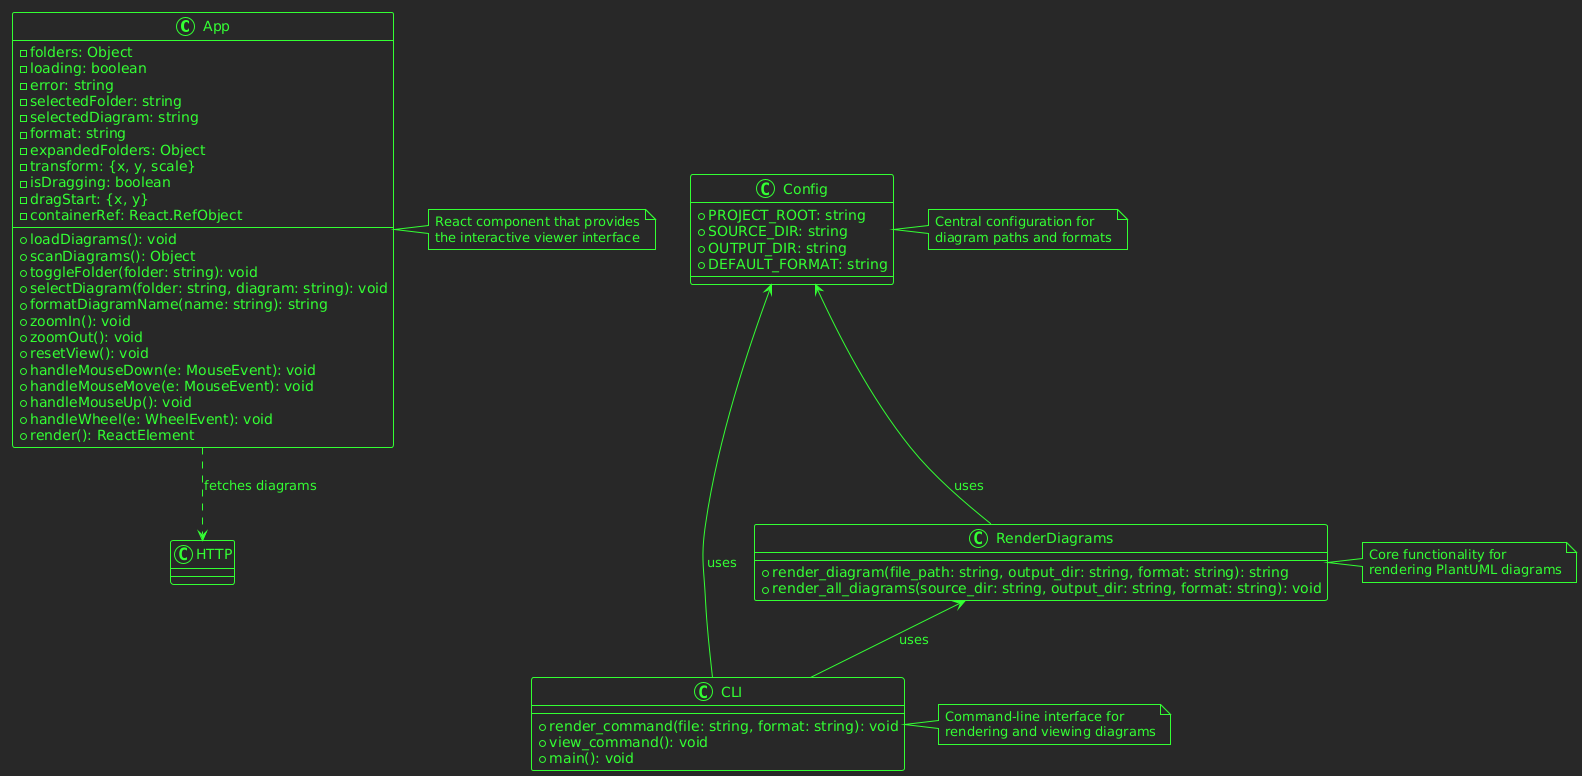 C App
folders: Object
loading: boolean
error: string
selectedFolder: string
selectedDiagram: string
format: string
expandedFolders: Object
transform: {x, y, scale}
isDragging: boolean
dragStart: {x, y}
containerRef: React.RefObject
loadDiagrams(): void
scanDiagrams(): Object
toggleFolder(folder: string): void
selectDiagram(folder: string, diagram: string): void
formatDiagramName(name: string): string
zoomIn(): void
zoomOut(): void
resetView(): void
handleMouseDown(e: MouseEvent): void
handleMouseMove(e: MouseEvent): void
handleMouseUp(): void
handleWheel(e: WheelEvent): void
render(): ReactElement
React component that provides
the interactive viewer interface
C Config
PROJECT_ROOT: string
SOURCE_DIR: string
OUTPUT_DIR: string
DEFAULT_FORMAT: string
Central configuration for
diagram paths and formats
fetches diagrams
uses
C HTTP
uses
C RenderDiagrams
render_diagram(file_path: string, output_dir: string, format: string): string
render_all_diagrams(source_dir: string, output_dir: string, format: string): void
Core functionality for
rendering PlantUML diagrams
uses
C CLI
render_command(file: string, format: string): void
view_command(): void
main(): void
Command-line interface for
rendering and viewing diagrams